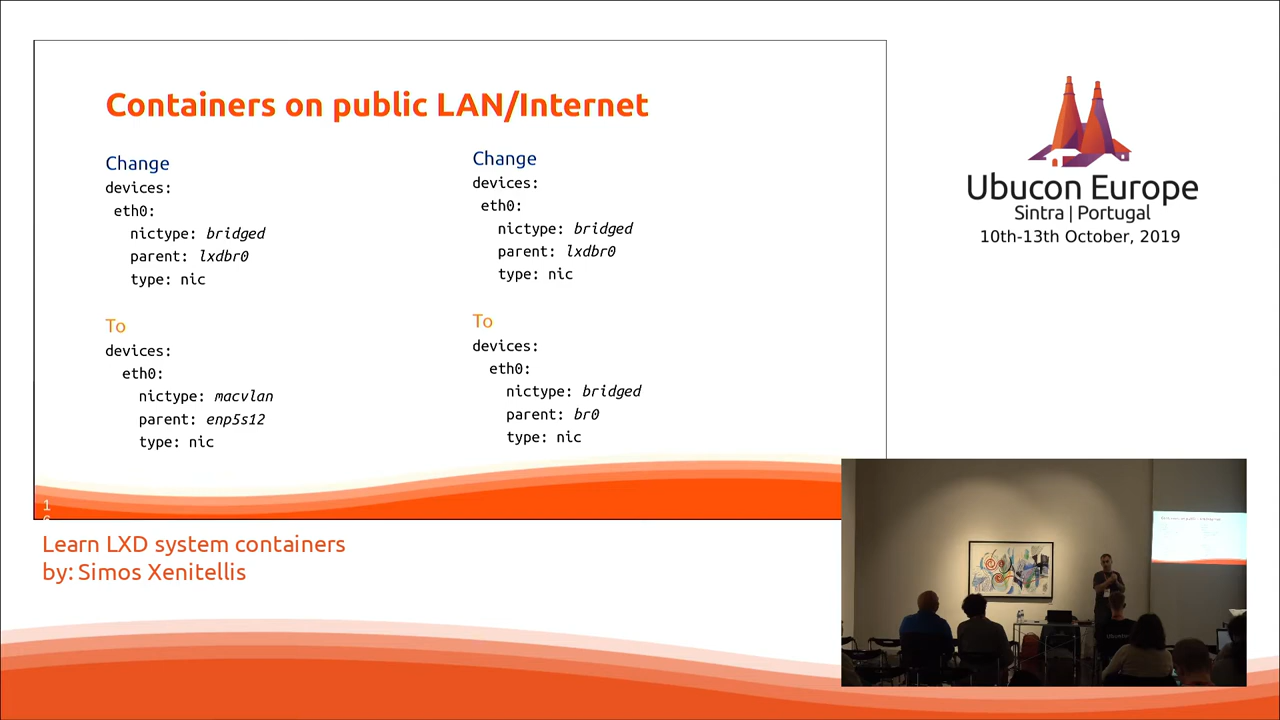 Containers on public LAN/Internet
Change
devices:
eth0:
nictype: bridged
parent: lxdbr0
type: nic
To
devices:
eth0:
nictype: macvlan
parent: enp5s12
type: nic
Change
devices:
eth0:
nictype: bridged
parent: lxdbr0
type: nic
To
devices:
eth0:
nictype: bridged
parent: br0
type: nic
1
Ubucon Europe
Sintra | Portugal
10th-13th October, 2019
Learn LXD system containers
by: Simos Xenitellis